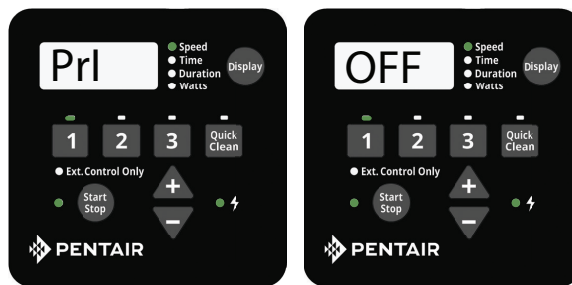 PrI
Speed
Time
Duration
Watts
Display
1 2 3 Quick Clean
Ext. Control Only
Start Stop
+
−
PENTAIR
OFF
Speed
Time
Duration
Watts
Display
1 2 3 Quick Clean
Ext. Control Only
Start Stop
+
−
PENTAIR